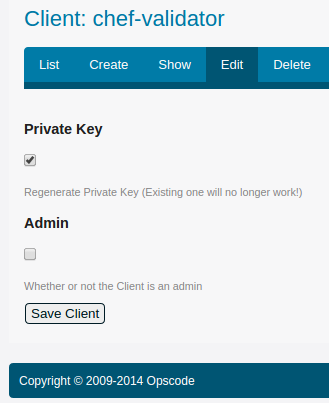 Client: chef-validator
List Create Show Edit Delete
Private Key
Regenerate Private Key (Existing one will no longer work!)
Admin
Whether or not the Client is an admin
Save Client
Copyright © 2009-2014 Opscode